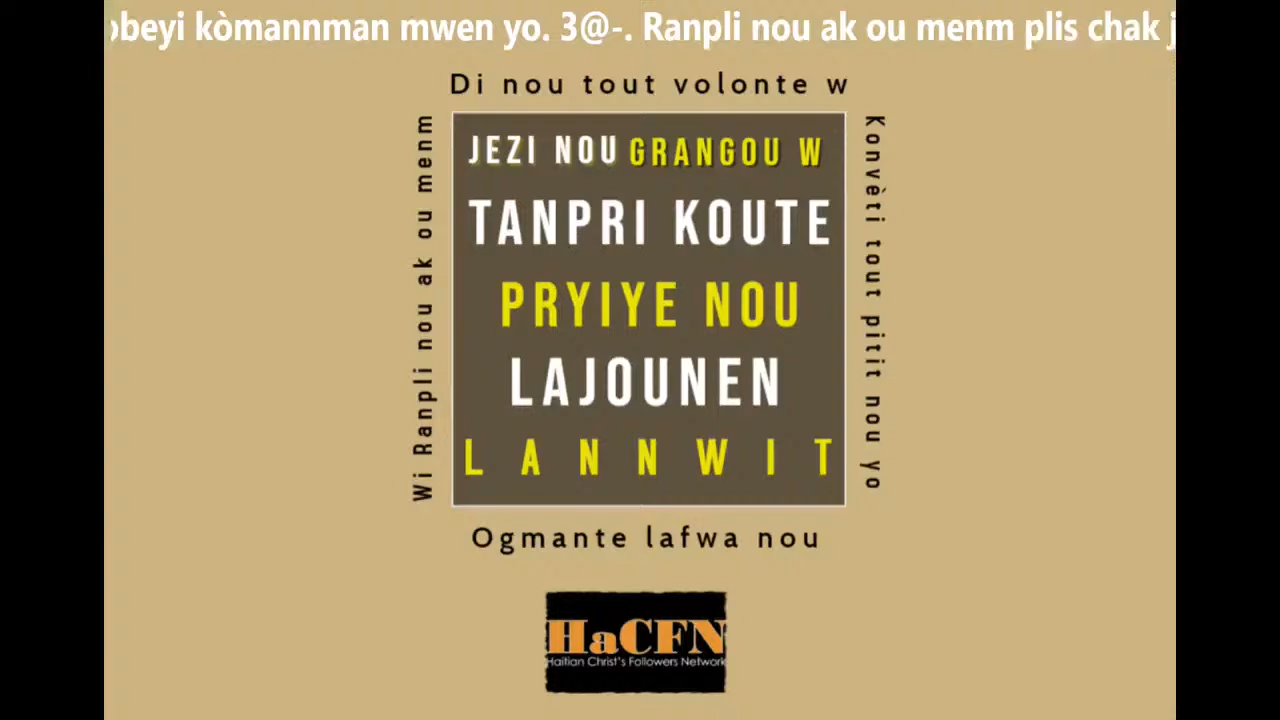 obeyi kòmannman mwen yo. 3@-. Ranpli nou ak ou menm plis chak j
Di nou tout volonte w
Wi Ranpli nou ak ou menm
JEZI NOU GRANGOU W
TANPRI KOUTE
PRYIYE NOU
LAJOUNEN
LANNWIT
Konvèti tout pitit nou yo
Ogmante lafwa nou
HaCFN
Haitian Christ's Followers Network